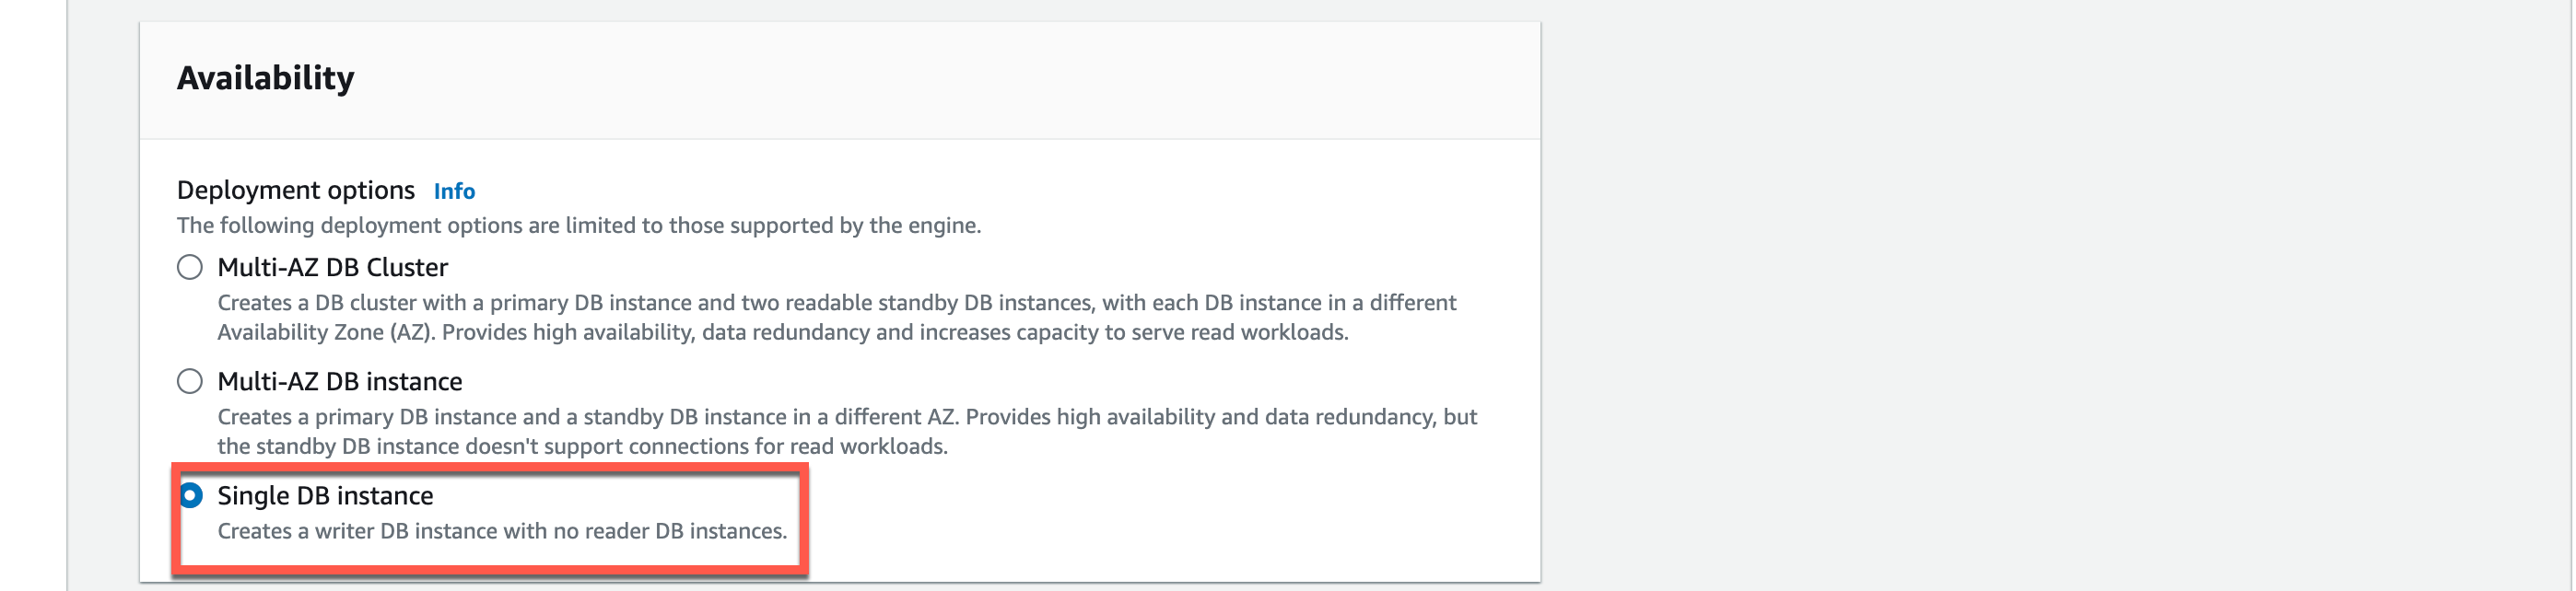 Availability
Deployment options Info
The following deployment options are limited to those supported by the engine.
Multi-AZ DB Cluster
Creates a DB cluster with a primary DB instance and two readable standby DB instances, with each DB instance in a different
Availability Zone (AZ). Provides high availability, data redundancy and increases capacity to serve read workloads.
Multi-AZ DB instance
Creates a primary DB instance and a standby DB instance in a different AZ. Provides high availability and data redundancy, but
the standby DB instance doesn't support connections for read workloads.
Single DB instance
Creates a writer DB instance with no reader DB instances.